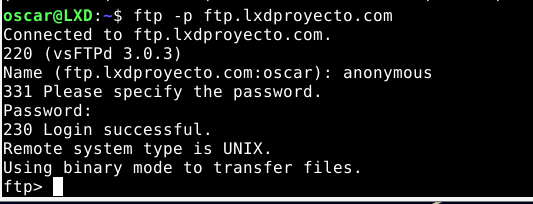 oscar@LXD:~$ ftp -p ftp.lxdproyecto.com
Connected to ftp.lxdproyecto.com.
220 (vsFTPd 3.0.3)
Name (ftp.lxdproyecto.com:oscar): anonymous
331 Please specify the password.
Password:
230 Login successful.
Remote system type is UNIX.
Using binary mode to transfer files.
ftp>